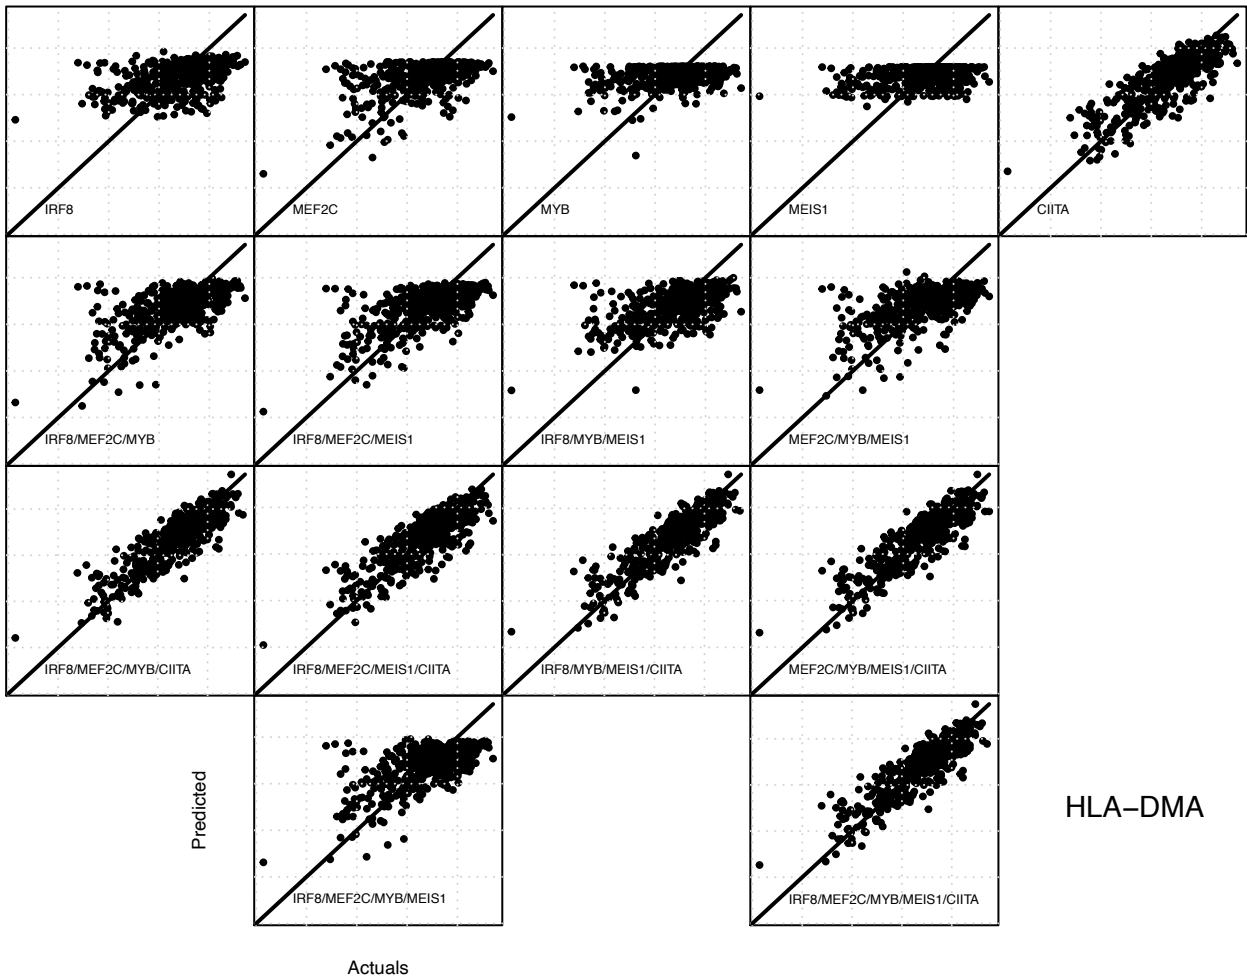 IRF8
MEF2C
MYB
MEIS1
CIITA
IRF8/MEF2C/MYB
IRF8/MEF2C/MEIS1
IRF8/MYB/MEIS1
MEF2C/MYB/MEIS1
IRF8/MEF2C/MYB/CIITA
IRF8/MEF2C/MEIS1/CIITA
IRF8/MYB/MEIS1/CIITA
MEF2C/MYB/MEIS1/CIITA
Predicted
HLA−DMA
IRF8/MEF2C/MYB/MEIS1
IRF8/MEF2C/MYB/MEIS1/CIITA
Actuals